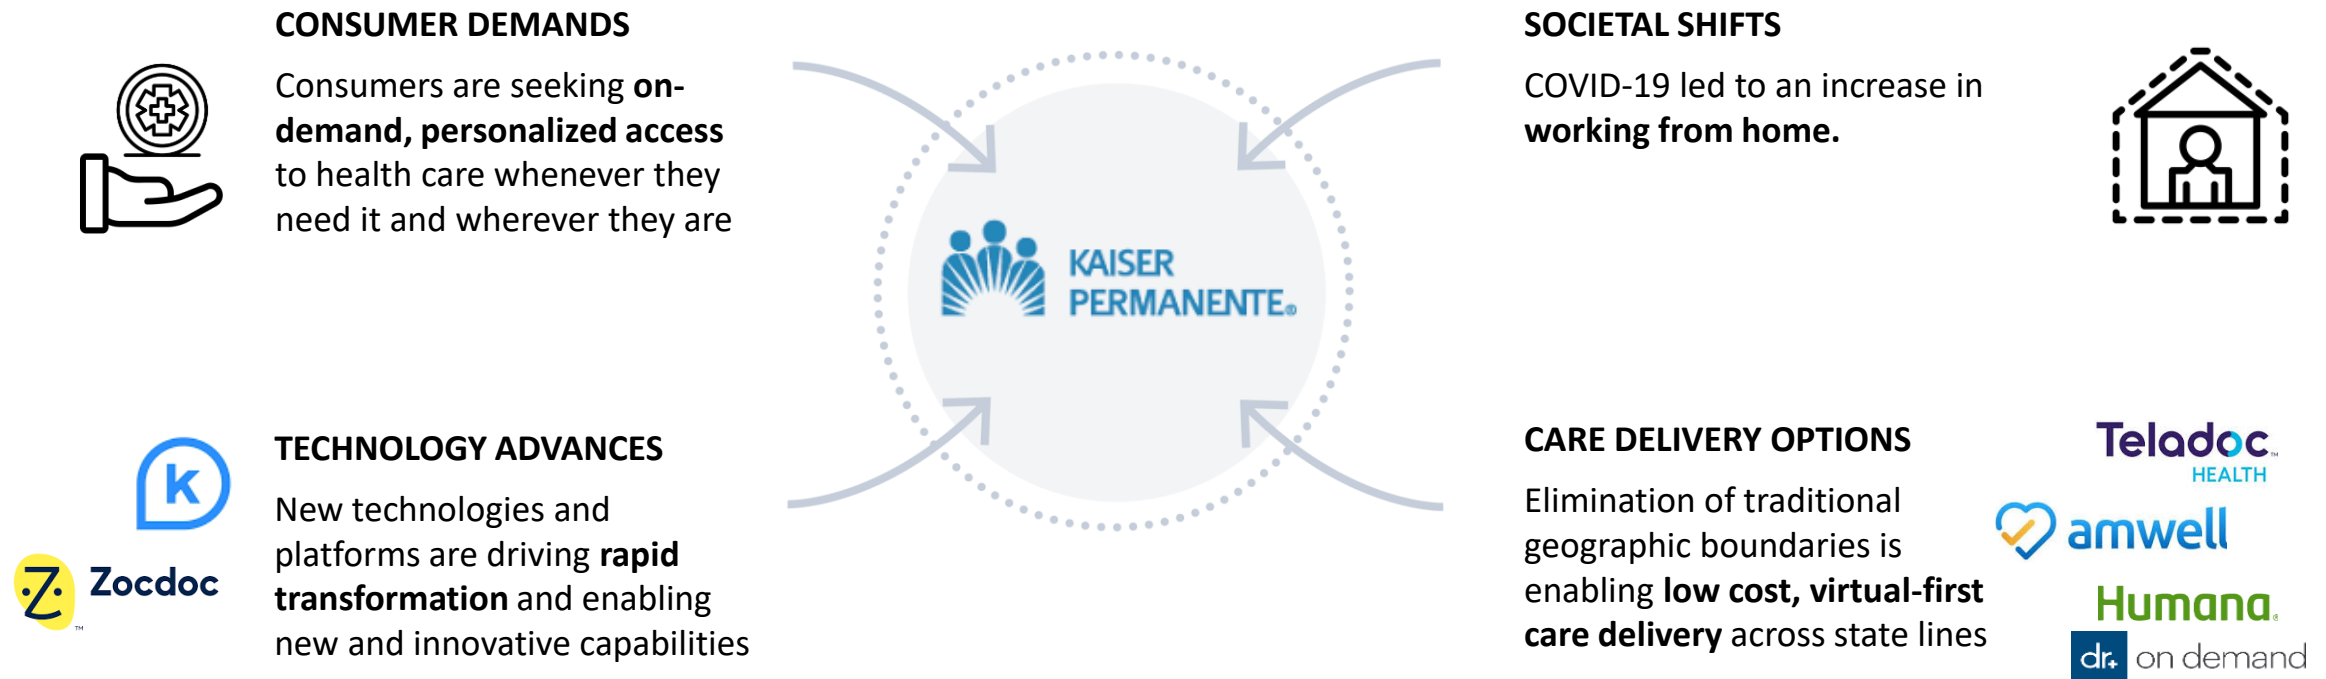 CONSUMER DEMANDS
Consumers are seeking on-
demand, personalized access
to health care whenever they
need it and wherever they are
SOCIETAL SHIFTS
COVID-19 led to an increase in
working from home.
KAISER
PERMANENTE®
k
Zocdoc
TM
TECHNOLOGY ADVANCES
New technologies and
platforms are driving rapid
transformation and enabling
new and innovative capabilities
CARE DELIVERY OPTIONS
Elimination of traditional
geographic boundaries is
enabling low cost, virtual-first
care delivery across state lines
Teladoc™
HEALTH
amwell
Humana®
dr+ on demand